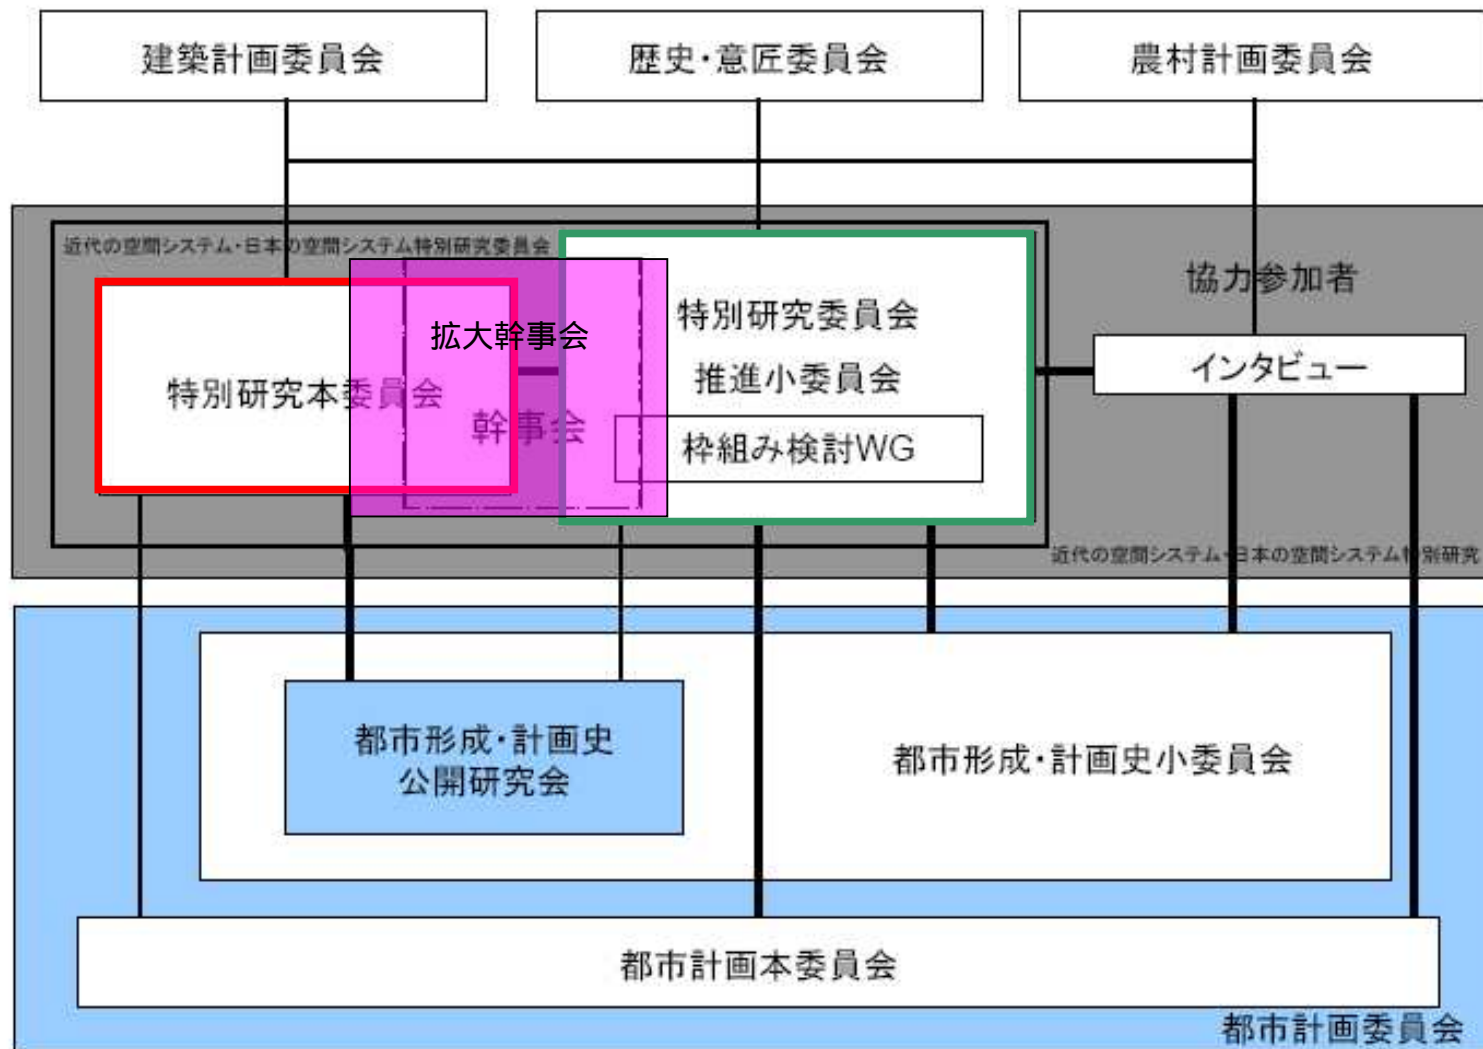 建築計画委員会
歴史・意匠委員会
農村計画委員会
近代の空間システム・日本の空間システム特別研究委員会
協力参加者
拡大幹事会
特別研究委員会
推進小委員会
インタビュー
特別研究本委員会
幹事会
枠組み検討WG
近代の空間システム・日本の空間システム特別研究
都市形成・計画史
公開研究会
都市形成・計画史小委員会
都市計画本委員会
都市計画委員会